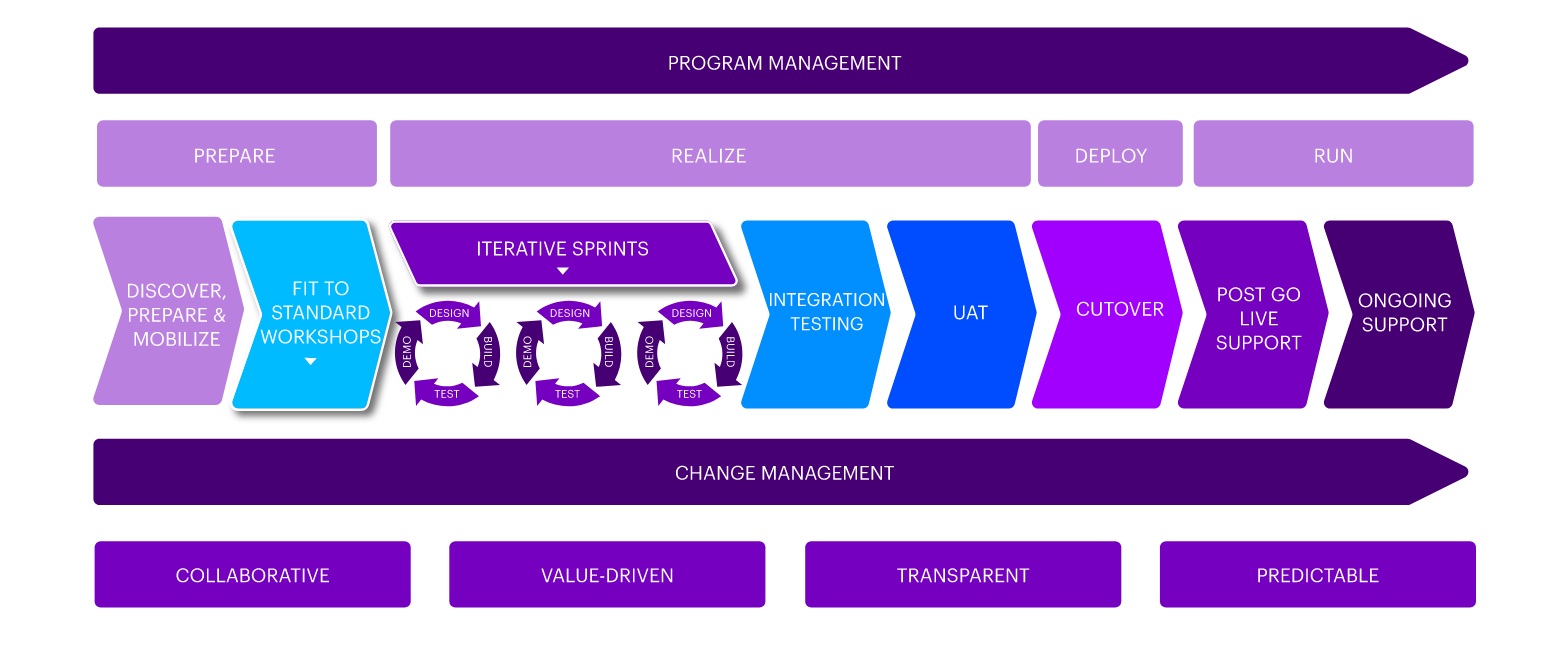 PROGRAM MANAGEMENT
PREPARE
REALIZE
DEPLOY
RUN
DISCOVER,
PREPARE &
MOBILIZE
FIT TO
STANDARD
WORKSHOPS
ITERATIVE SPRINTS
DESIGN
BUILD
TEST
DEMO
DESIGN
BUILD
TEST
DEMO
DESIGN
BUILD
TEST
DEMO
INTEGRATION
TESTING
UAT
CUTOVER
POST GO
LIVE
SUPPORT
ONGOING
SUPPORT
CHANGE MANAGEMENT
COLLABORATIVE
VALUE-DRIVEN
TRANSPARENT
PREDICTABLE